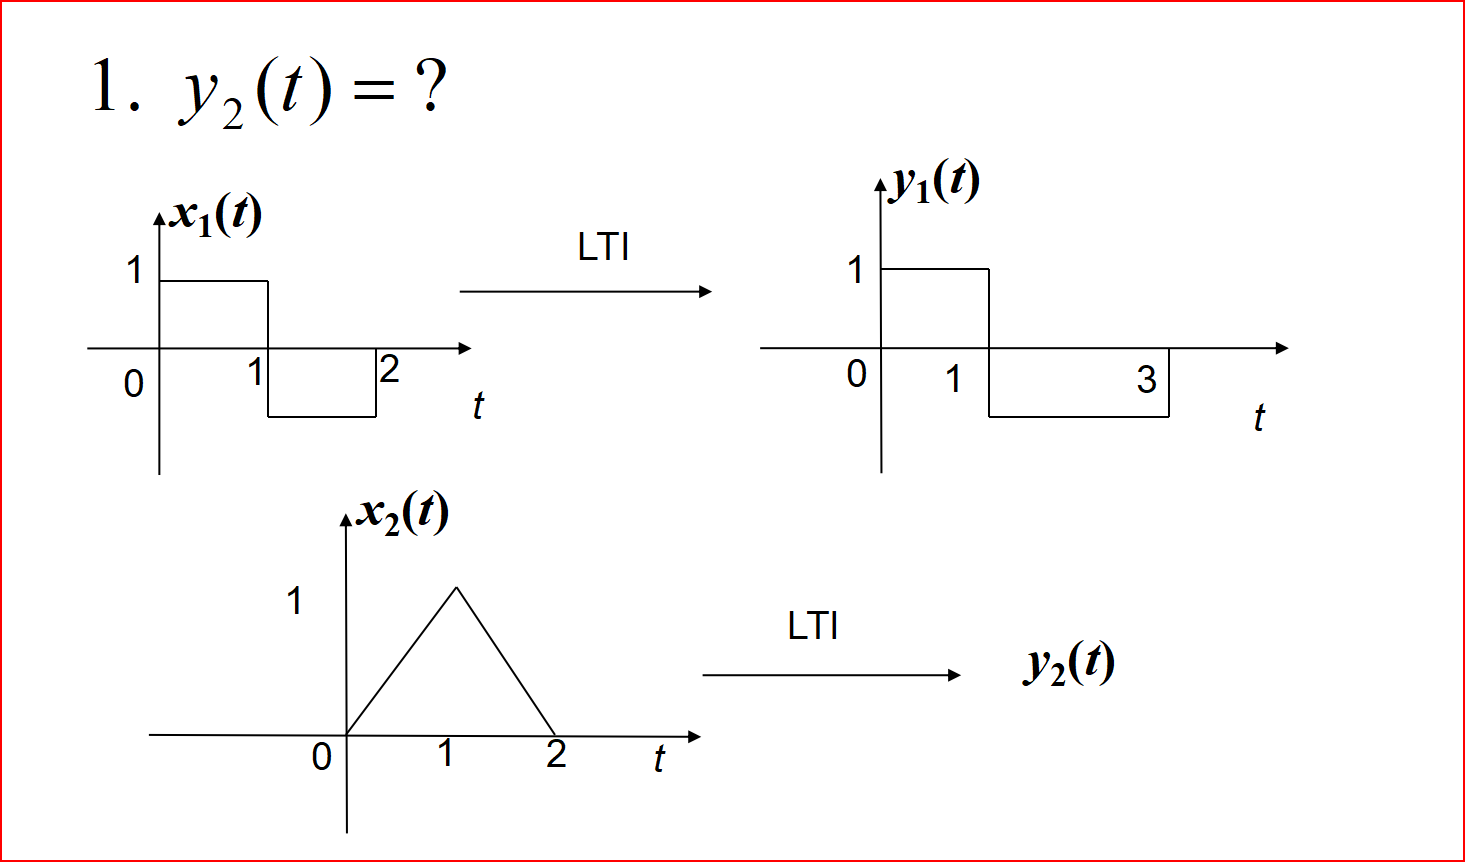 1. y₂(t) = ?
x₁(t)
1
0
1
2
t
LTI
y₁(t)
1
0
1
3
t
x₂(t)
1
0
1
2
t
LTI
y₂(t)